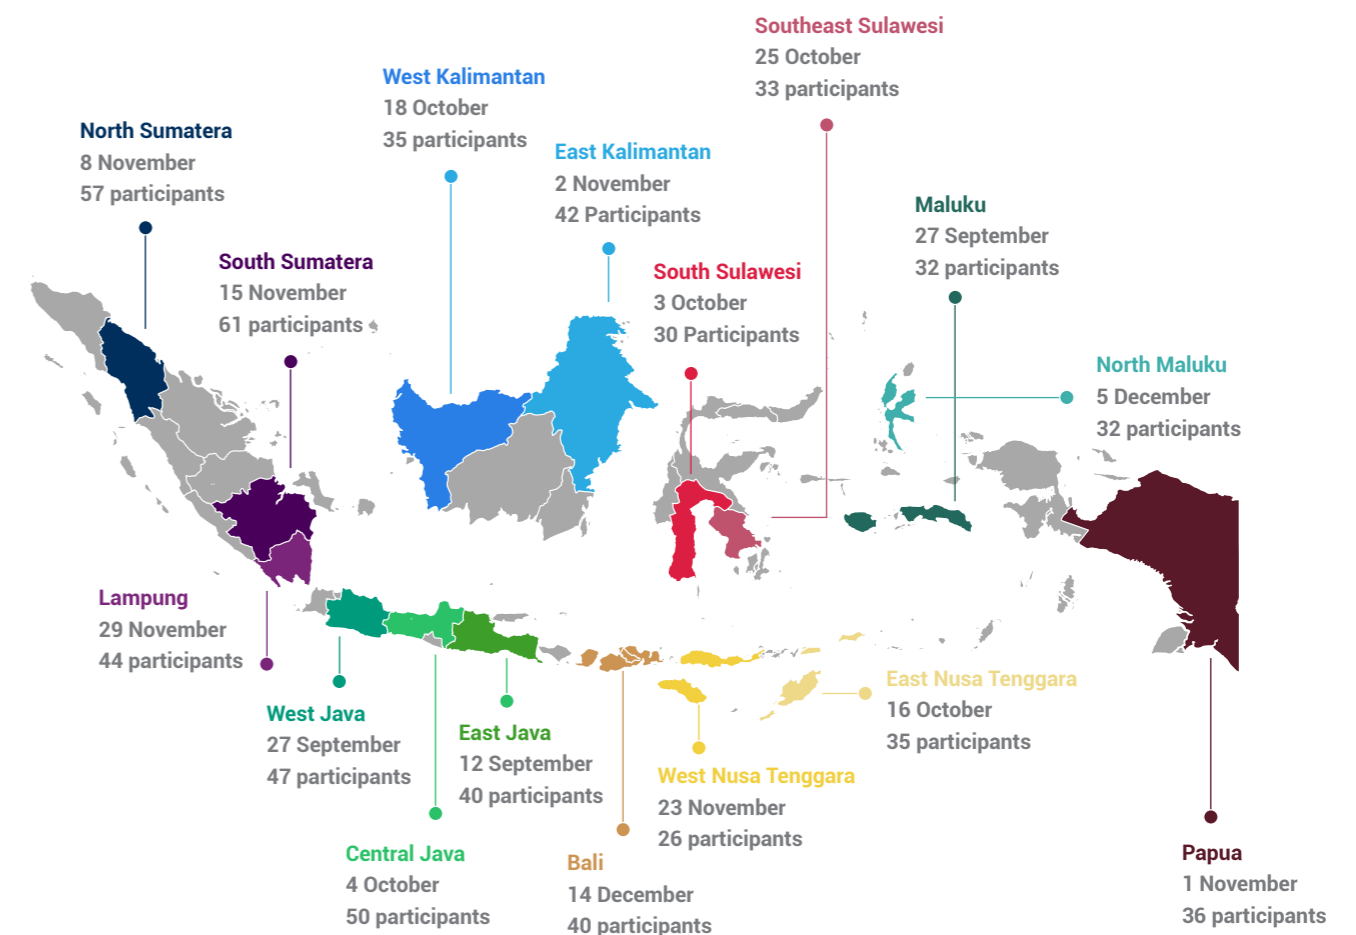 Southeast Sulawesi
25 October
33 participants
West Kalimantan
18 October
35 participants
North Sumatera
8 November
57 participants
East Kalimantan
2 November
42 Participants
Maluku
27 September
32 participants
South Sumatera
15 November
61 participants
South Sulawesi
3 October
30 Participants
North Maluku
5 December
32 participants
Lampung
29 November
44 participants
West Java
27 September
47 participants
East Java
12 September
40 participants
East Nusa Tenggara
16 October
35 participants
West Nusa Tenggara
23 November
26 participants
Central Java
4 October
50 participants
Bali
14 December
40 participants
Papua
1 November
36 participants